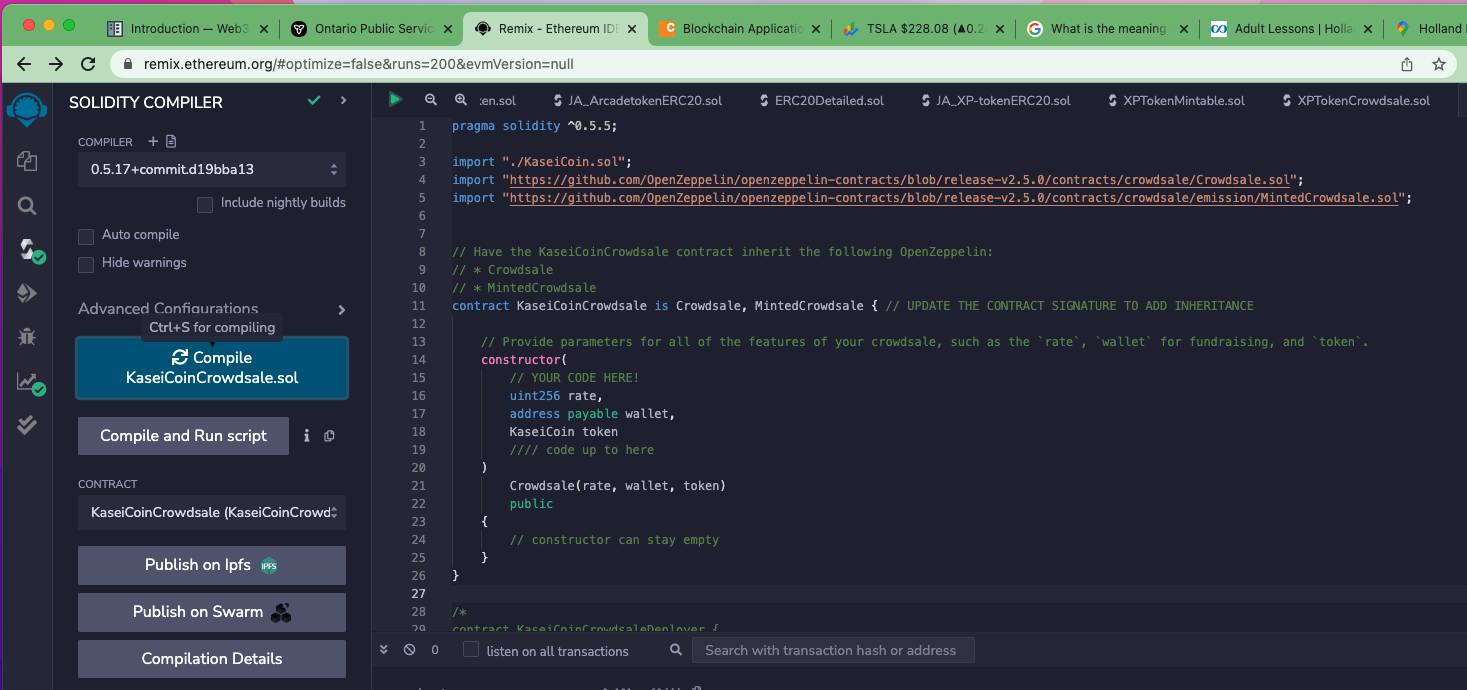 Introduction — Web3
Ontario Public Servic
Remix - Ethereum IDE
Blockchain Applicatio
TSLA $228.08 (▲0.2
What is the meaning
Adult Lessons | Holla
Holland
remix.ethereum.org/#optimize=false&runs=200&evmVersion=null
SOLIDITY COMPILER
COMPILER
0.5.17+commit.d19bba13
Include nightly builds
Auto compile
Hide warnings
Advanced Configurations
Ctrl+S for compiling
Compile
KaseiCoinCrowdsale.sol
Compile and Run script
CONTRACT
KaseiCoinCrowdsale (KaseiCoinCrowd
Publish on Ipfs IPFS
Publish on Swarm
Compilation Details
ken.sol
JA_ArcadetokenERC20.sol
ERC20Detailed.sol
JA_XP-tokenERC20.sol
XPTokenMintable.sol
XPTokenCrowdsale.sol
1 pragma solidity ^0.5.5;
2
3 import "./KaseiCoin.sol";
4 import "https://github.com/OpenZeppelin/openzeppelin-contracts/blob/release-v2.5.0/contracts/crowdsale/Crowdsale.sol";
5 import "https://github.com/OpenZeppelin/openzeppelin-contracts/blob/release-v2.5.0/contracts/crowdsale/emission/MintedCrowdsale.sol";
6
7
8 // Have the KaseiCoinCrowdsale contract inherit the following OpenZeppelin:
9 // * Crowdsale
10 // * MintedCrowdsale
11 contract KaseiCoinCrowdsale is Crowdsale, MintedCrowdsale { // UPDATE THE CONTRACT SIGNATURE TO ADD INHERITANCE
12
13 // Provide parameters for all of the features of your crowdsale, such as the `rate`, `wallet` for fundraising, and `token`.
14 constructor(
15 // YOUR CODE HERE!
16 uint256 rate,
17 address payable wallet,
18 KaseiCoin token
19 //// code up to here
20 )
21 Crowdsale(rate, wallet, token)
22 public
23 {
24 // constructor can stay empty
25 }
26 }
27
28 /*
29 contract KaseiCoinCrowdsaleDeployer {
0
listen on all transactions
Search with transaction hash or address